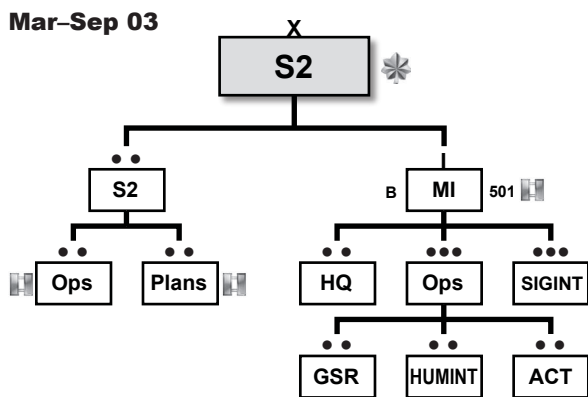 Mar–Sep 03
X
S2
S2
B MI 501
Ops Plans HQ Ops SIGINT
GSR HUMINT ACT